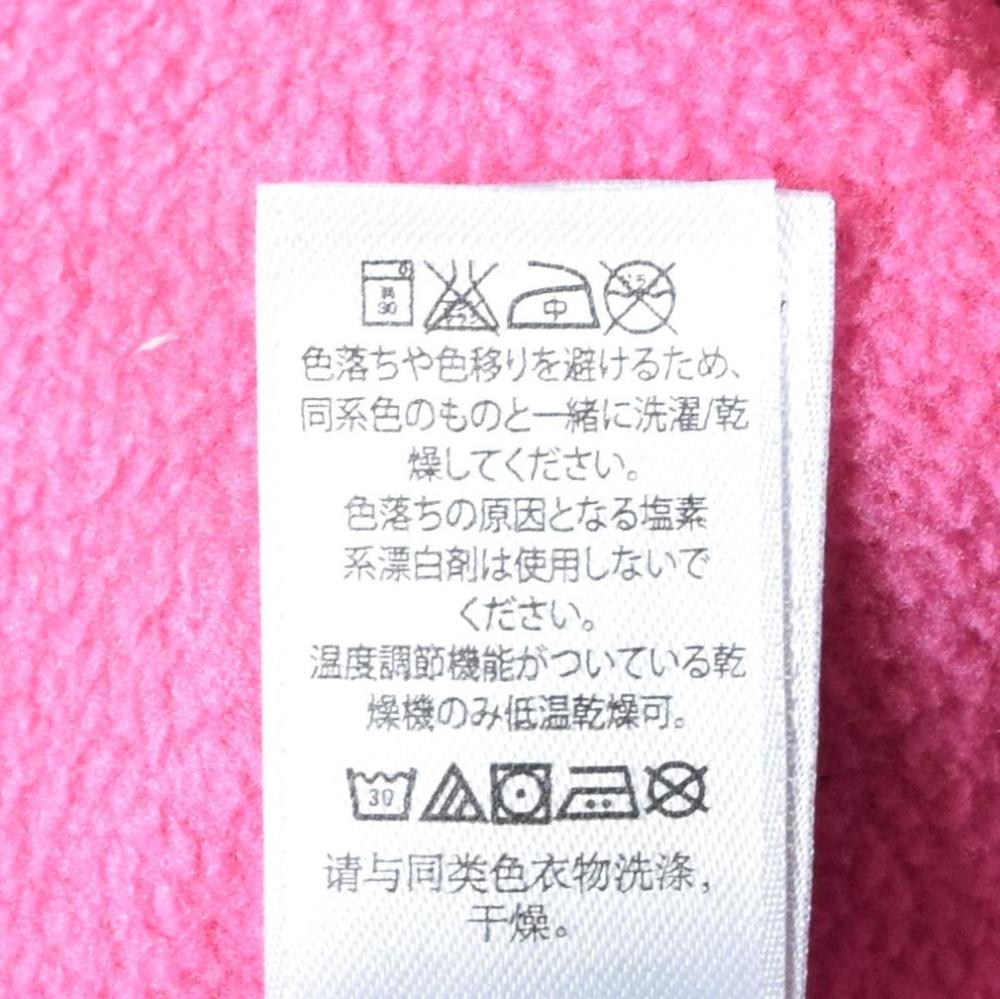 中
色落ちや色移りを避けるため、
同系色のものと一緒に洗濯/乾
燥してください。
色落ちの原因となる塩素
系漂白剤は使用しないで
ください。
温度調節機能がついている乾
燥機のみ低温乾燥可。
30
请与同类色衣物洗涤，
干燥。